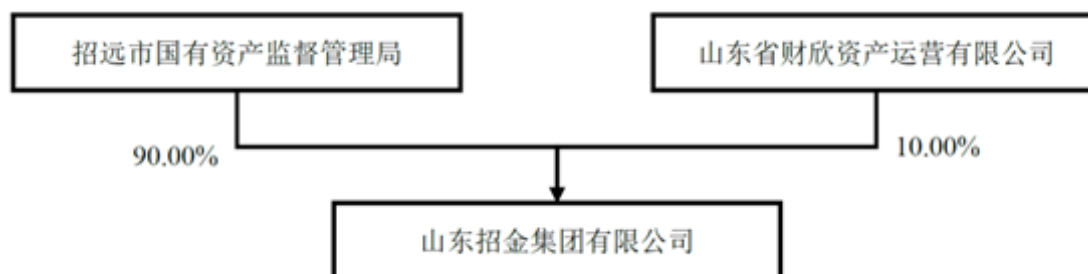 招远市国有资产监督管理局
山东省财欣资产运营有限公司
90.00%
10.00%
山东招金集团有限公司